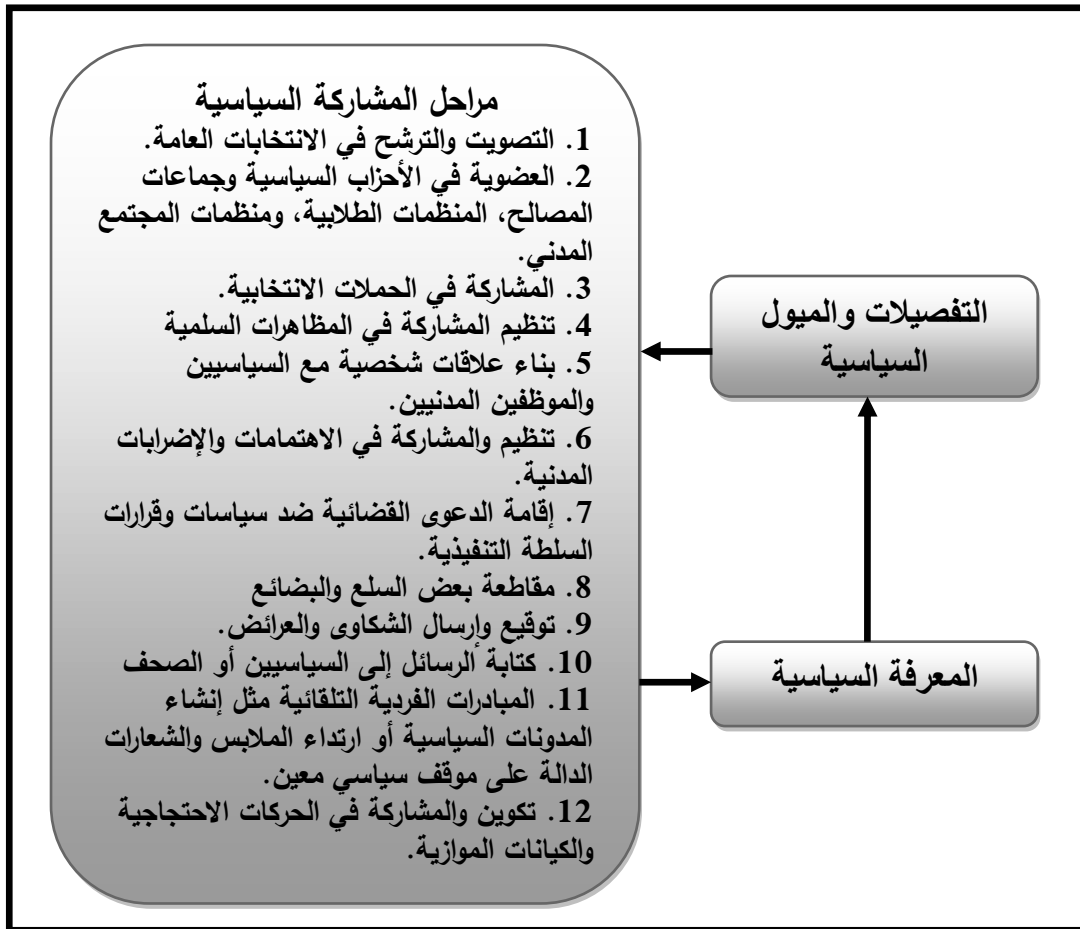 مراحل المشاركة السياسية
1. التصويت والترشح في الانتخابات العامة.
2. العضوية في الأحزاب السياسية وجماعات
المصالح، المنظمات الطلابية، ومنظمات المجتمع
المدني.
3. المشاركة في الحملات الانتخابية.
4. تنظيم المشاركة في المظاهرات السلمية
5. بناء علاقات شخصية مع السياسيين
والموظفين المدنيين.
6. تنظيم والمشاركة في الاهتمامات والإضرابات
المدنية.
7. إقامة الدعوى القضائية ضد سياسات وقرارات
السلطة التنفيذية.
8. مقاطعة بعض السلع والبضائع
9. توقيع وإرسال الشكاوى والعرائض.
10. كتابة الرسائل إلى السياسيين أو الصحف
11. المبادرات الفردية التلقائية مثل إنشاء
المدونات السياسية أو ارتداء الملابس والشعارات
الدالة على موقف سياسي معين.
12. تكوين والمشاركة في الحركات الاحتجاجية
والكيانات الموازية.
التفصيلات والميول
السياسية
المعرفة السياسية